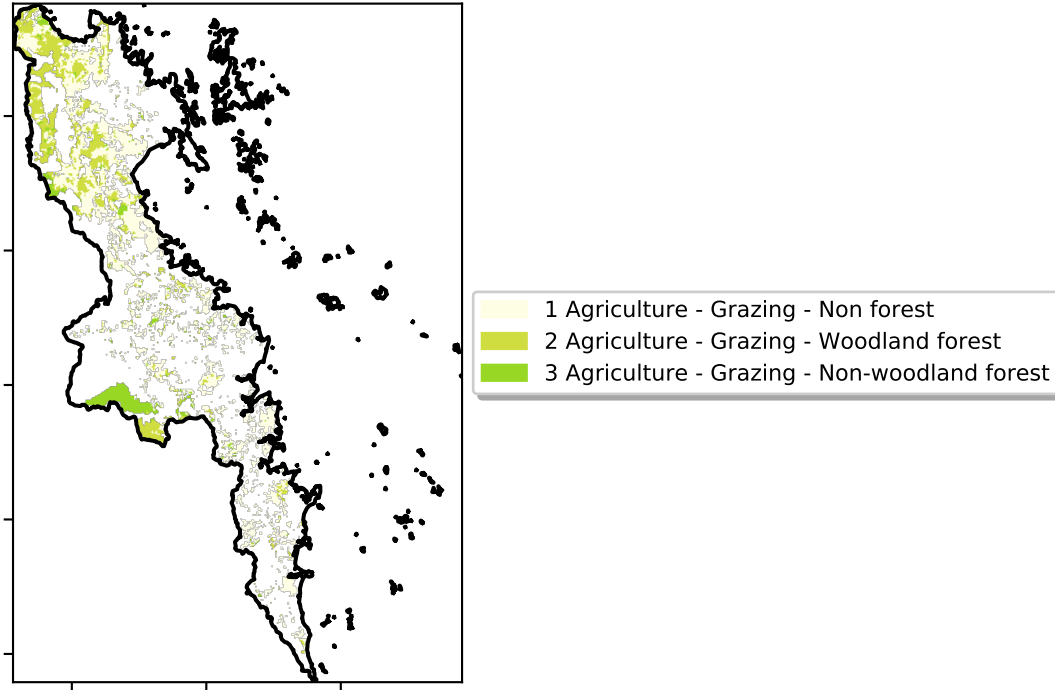 1 Agriculture - Grazing - Non forest
2 Agriculture - Grazing - Woodland forest
3 Agriculture - Grazing - Non-woodland forest